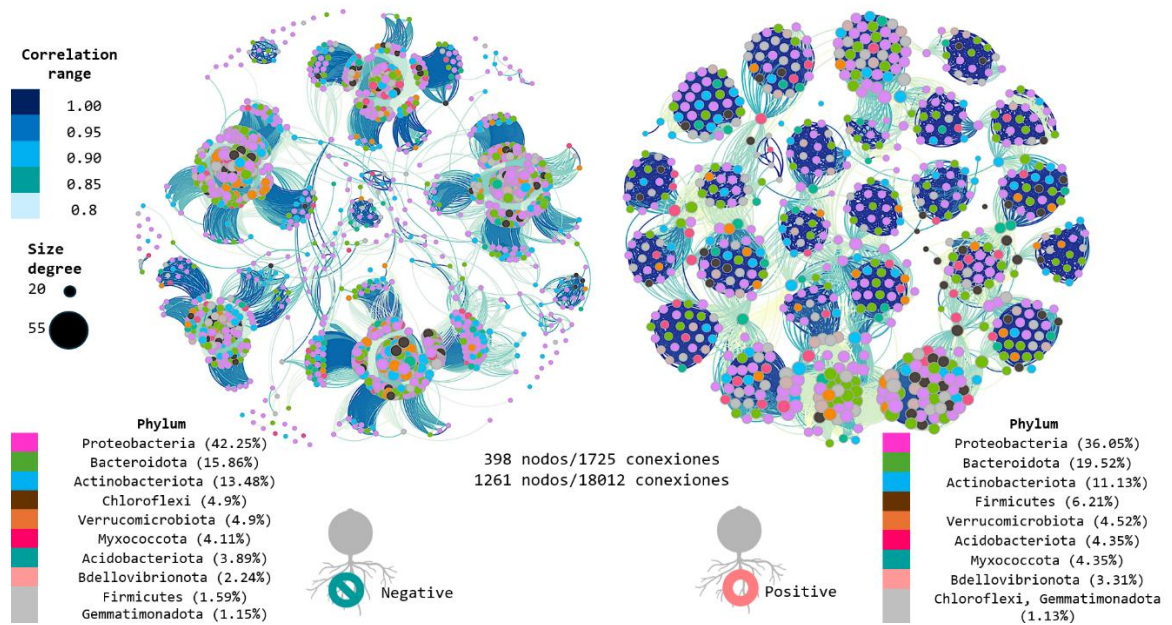 Correlation
range
1.00
0.95
0.90
0.85
0.8
Size
degree
20
55
Phylum
Proteobacteria (42.25%)
Bacteroidota (15.86%)
Actinobacteriota (13.48%)
Chloroflexi (4.9%)
Verrucomicrobiota (4.9%)
Myxococcota (4.11%)
Acidobacteriota (3.89%)
Bdellovibrionota (2.24%)
Firmicutes (1.59%)
Gemmatimonadota (1.15%)
398 nodos/1725 conexiones
1261 nodos/18012 conexiones
Negative
Positive
Phylum
Proteobacteria (36.05%)
Bacteroidota (19.52%)
Actinobacteriota (11.13%)
Firmicutes (6.21%)
Verrucomicrobiota (4.52%)
Acidobacteriota (4.35%)
Myxococcota (4.35%)
Bdellovibrionota (3.31%)
Chloroflexi, Gemmatimonadota
(1.13%)